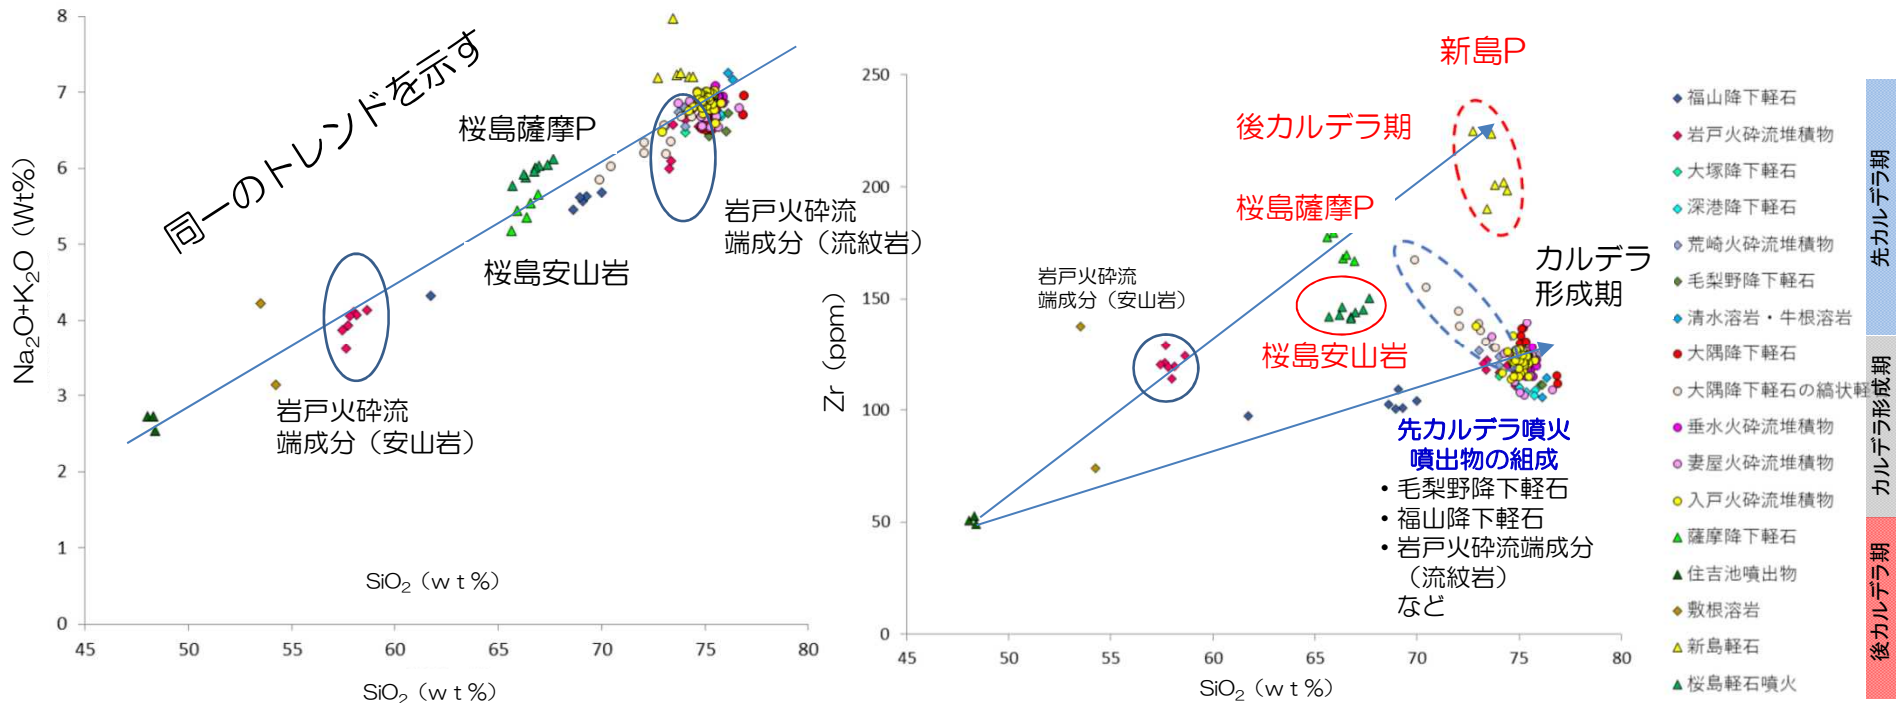 8
7
6
5
4
3
2
1
0
45
50
55
60
65
70
75
80
Na₂O+K₂O (Wt%)
同一のトレンドを示す
桜島薩摩P
岩戸火砕流
端成分（流紋岩）
桜島安山岩
岩戸火砕流
端成分（安山岩）
SiO₂（wt%）
SiO₂（wt%）
250
200
150
100
50
0
45
50
55
60
65
70
75
80
Zr（ppm）
新島P
後カルデラ期
桜島薩摩P
カルデラ
形成期
岩戸火砕流
端成分（安山岩）
桜島安山岩
先カルデラ噴火
噴出物の組成
・毛梨野降下軽石
・福山降下軽石
・岩戸火砕流端成分
（流紋岩）
など
SiO₂（wt%）
福山降下軽石
岩戸火砕流堆積物
大塚降下軽石
深港降下軽石
荒崎火砕流堆積物
毛梨野降下軽石
清水溶岩・牛根溶岩
大隅降下軽石
大隅降下軽石の縞状軽
垂水火砕流堆積物
妻屋火砕流堆積物
入戸火砕流堆積物
薩摩降下軽石
住吉池噴出物
敷根溶岩
新島軽石
桜島軽石噴火
先カルデラ期
カルデラ形成期
後カルデラ期